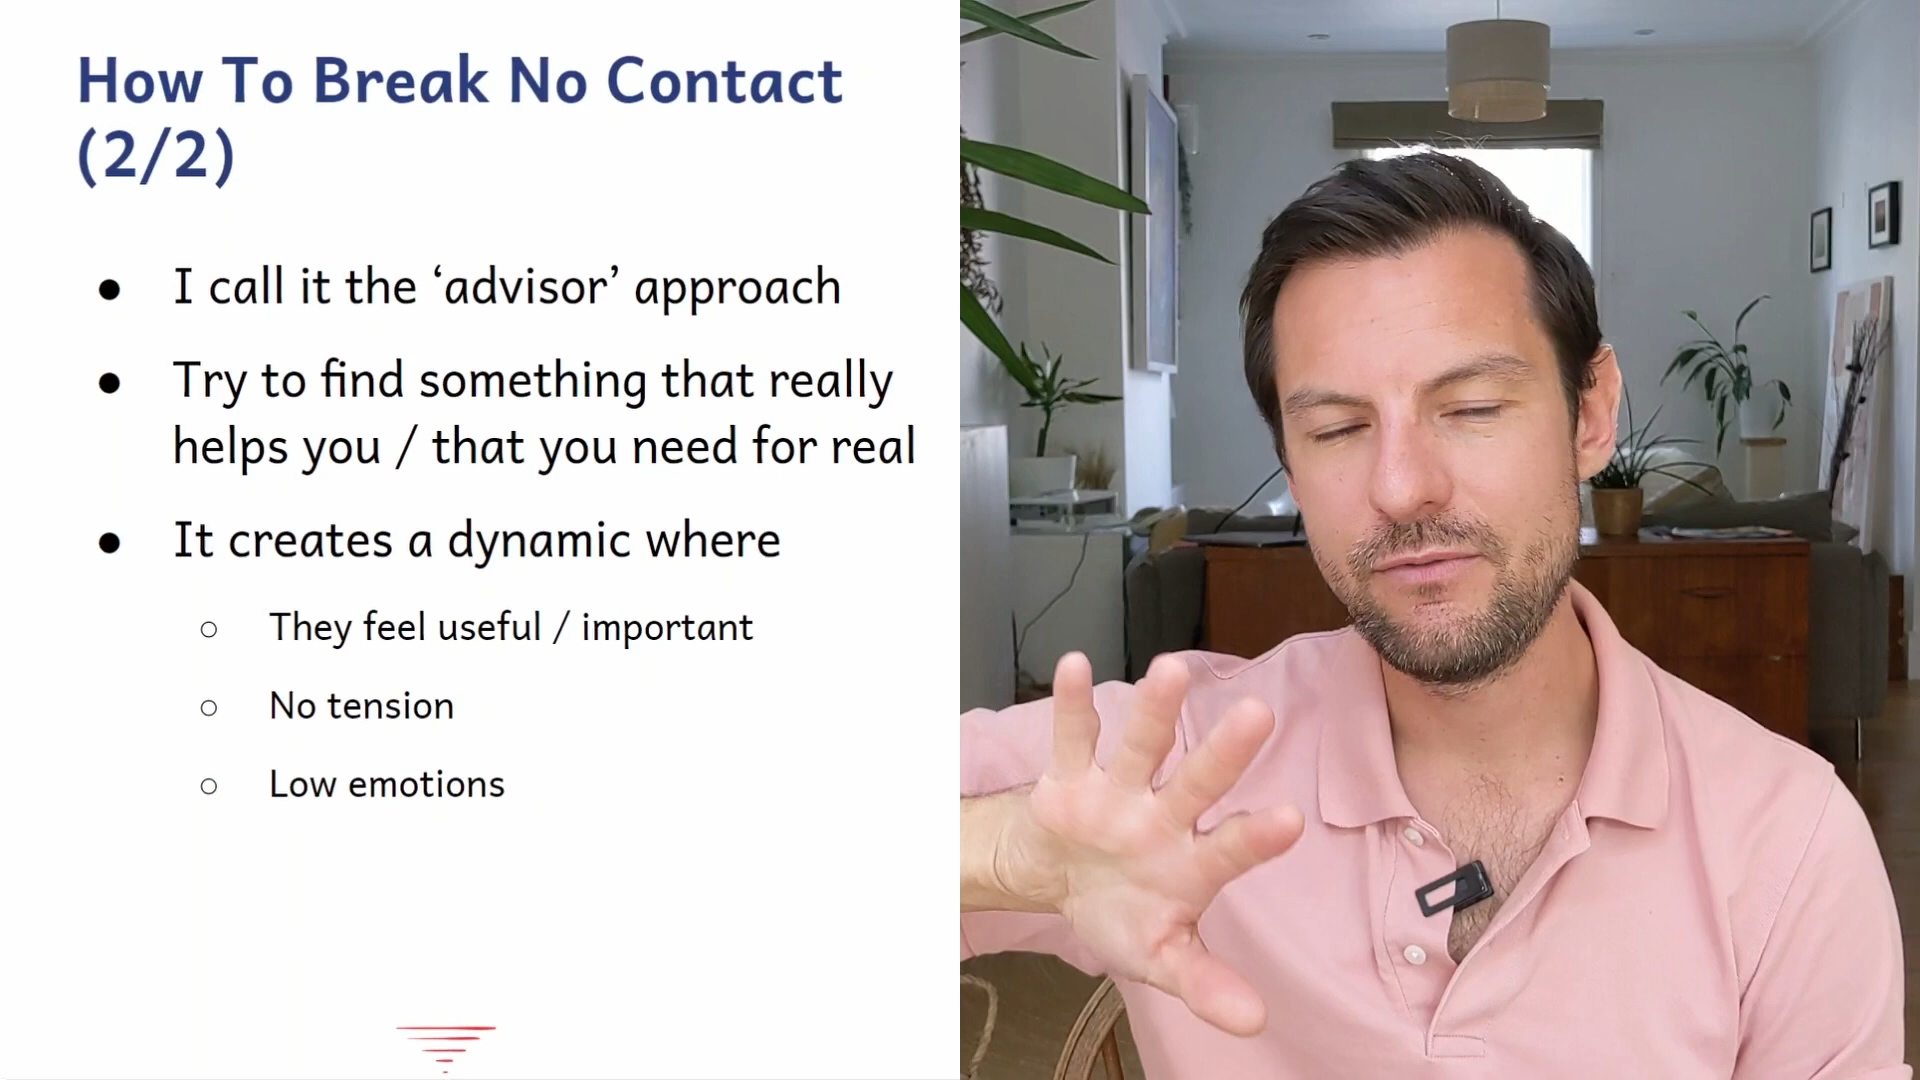 How To Break No Contact
(2/2)
● I call it the ‘advisor’ approach
● Try to find something that really
helps you / that you need for real
● It creates a dynamic where
○ They feel useful / important
○ No tension
○ Low emotions